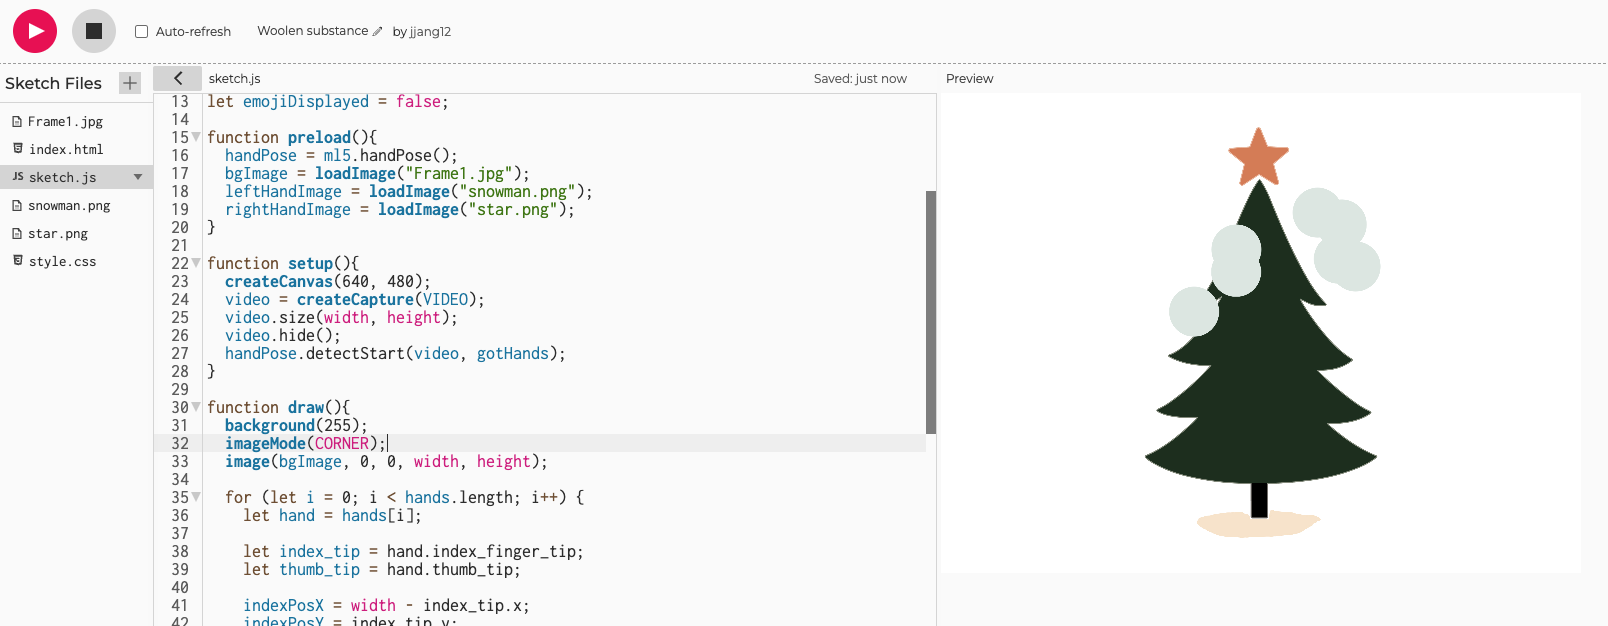 Auto-refresh
Woolen substance by jjang12
Sketch Files
sketch.js
Saved: just now
Preview
Frame1.jpg
index.html
JS sketch.js
snowman.png
star.png
style.css
13 let emojiDisplayed = false;
14
15 function preload(){
16   handPose = ml5.handPose();
17   bgImage = loadImage("Frame1.jpg");
18   leftHandImage = loadImage("snowman.png");
19   rightHandImage = loadImage("star.png");
20 }
21
22 function setup(){
23   createCanvas(640, 480);
24   video = createCapture(VIDEO);
25   video.size(width, height);
26   video.hide();
27   handPose.detectStart(video, gotHands);
28 }
29
30 function draw(){
31   background(255);
32   imageMode(CORNER);
33   image(bgImage, 0, 0, width, height);
34
35   for (let i = 0; i < hands.length; i++) {
36     let hand = hands[i];
37
38     let index_tip = hand.index_finger_tip;
39     let thumb_tip = hand.thumb_tip;
40
41     indexPosX = width - index_tip.x;
42     indexPosY = index_tip.y;